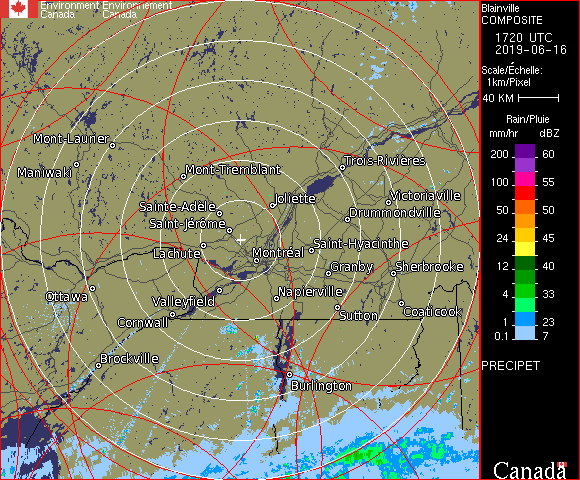 Environment Environnement
Canada Canada
Blainville
COMPOSITE
1720 UTC
2019-06-16
Scale/Échelle:
1km/Pixel
40 KM
Rain/Pluie
mm/hr dBZ
200 60
100 55
50 50
24 45
12 40
4 33
1 23
0.1 7
PRECIPET
Canada
Mont-Laurier
Maniwaki
Mont-Tremblant
Trois-Rivières
Joliette
Victoriaville
Sainte-Adèle
Drummondville
Saint-Jérôme
Lachute
Montréal
Saint-Hyacinthe
Granby
Sherbrooke
Ottawa
Valleyfield
Napierville
Cornwall
Sutton
Coaticook
Brockville
Burlington